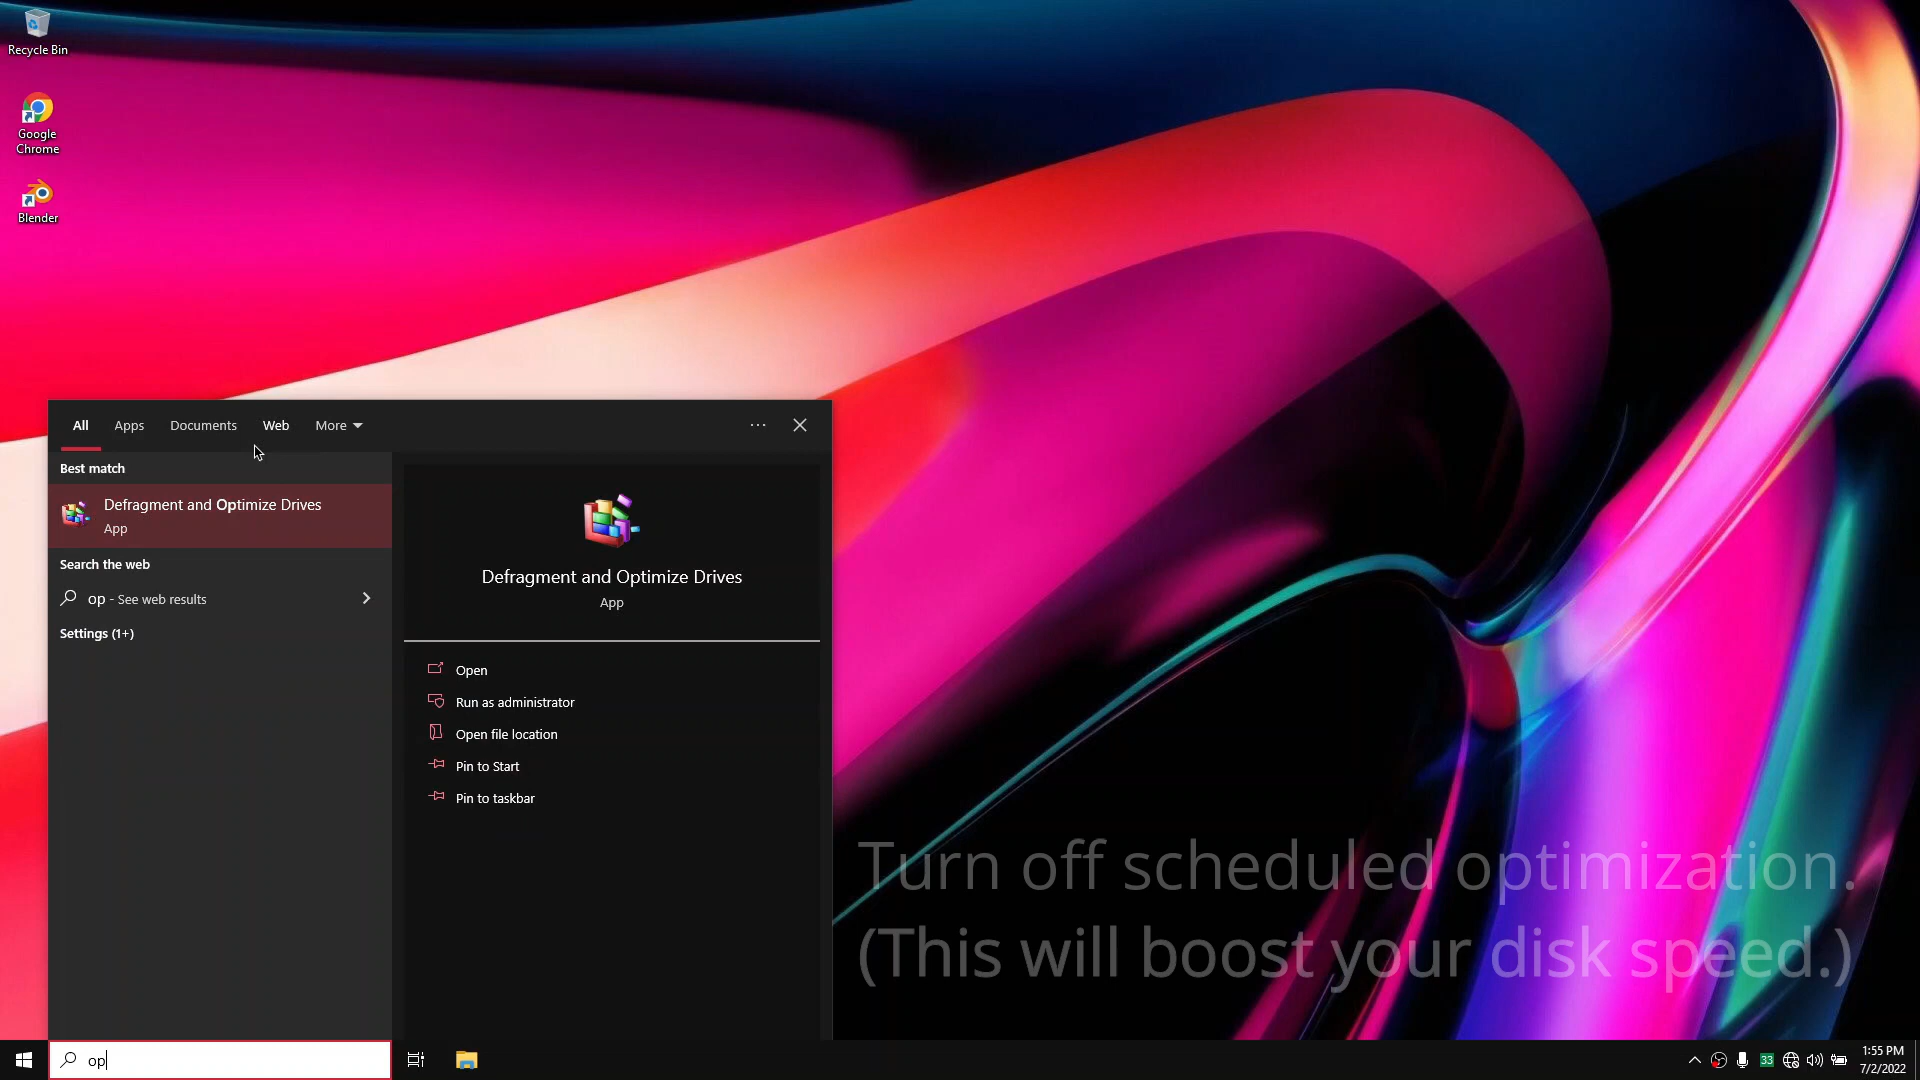 Recycle Bin
Google
Chrome
Blender
All
Apps
Documents
Web
More
Best match
Defragment and Optimize Drives
App
Search the web
op - See web results
Settings (1+)
Defragment and Optimize Drives
App
Open
Run as administrator
Open file location
Pin to Start
Pin to taskbar
Turn off scheduled optimization.
(This will boost your disk speed.)
op
33
1:55 PM
7/2/2022